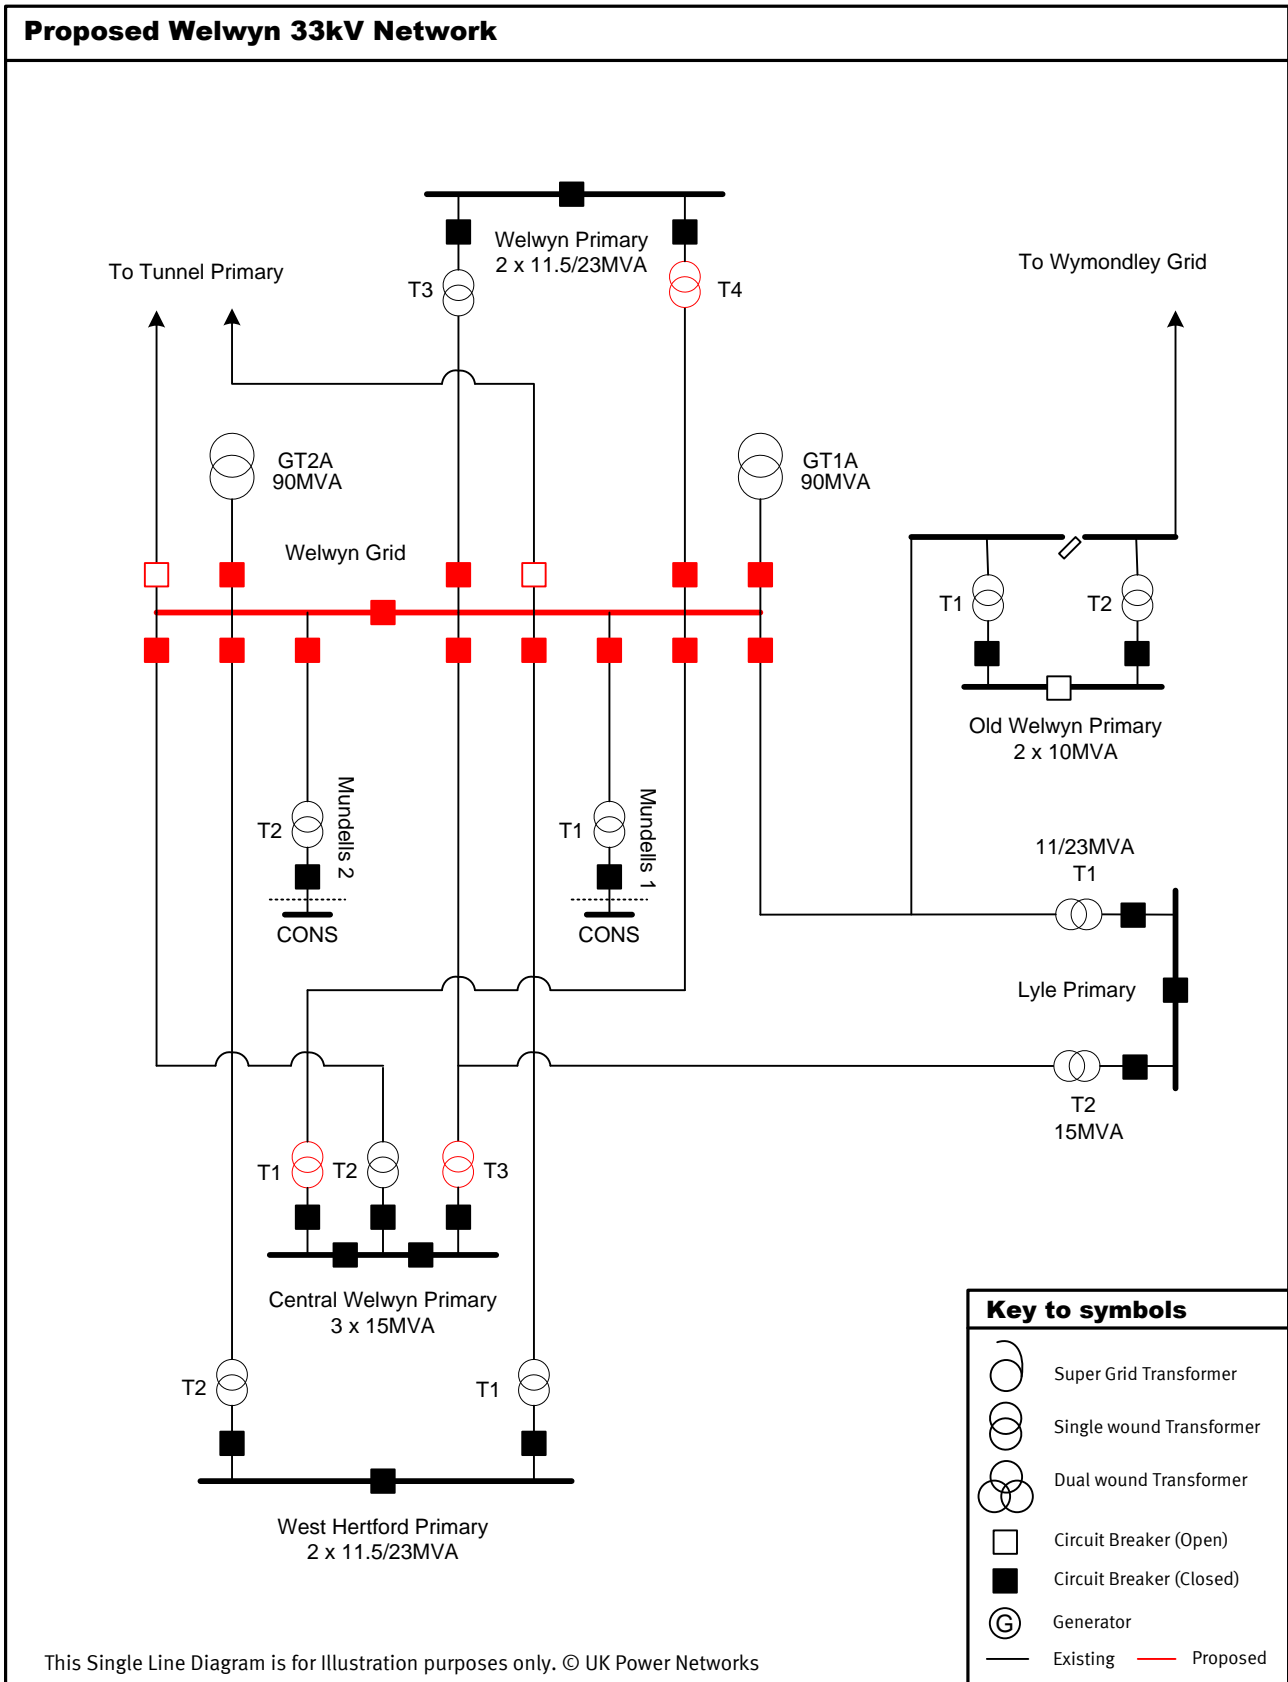 Proposed Welwyn 33kV Network
Welwyn Primary
2 x 11.5/23MVA
To Tunnel Primary
To Wymondley Grid
T3
T4
GT2A
90MVA
GT1A
90MVA
Welwyn Grid
T1
T2
Old Welwyn Primary
2 x 10MVA
T2
Mundells 2
T1
Mundells 1
CONS
CONS
11/23MVA
T1
Lyle Primary
T2
15MVA
T1
T2
T3
Central Welwyn Primary
3 x 15MVA
T2
T1
West Hertford Primary
2 x 11.5/23MVA
Key to symbols
Super Grid Transformer
Single wound Transformer
Dual wound Transformer
Circuit Breaker (Open)
Circuit Breaker (Closed)
G
Generator
Existing
Proposed
This Single Line Diagram is for Illustration purposes only. © UK Power Networks